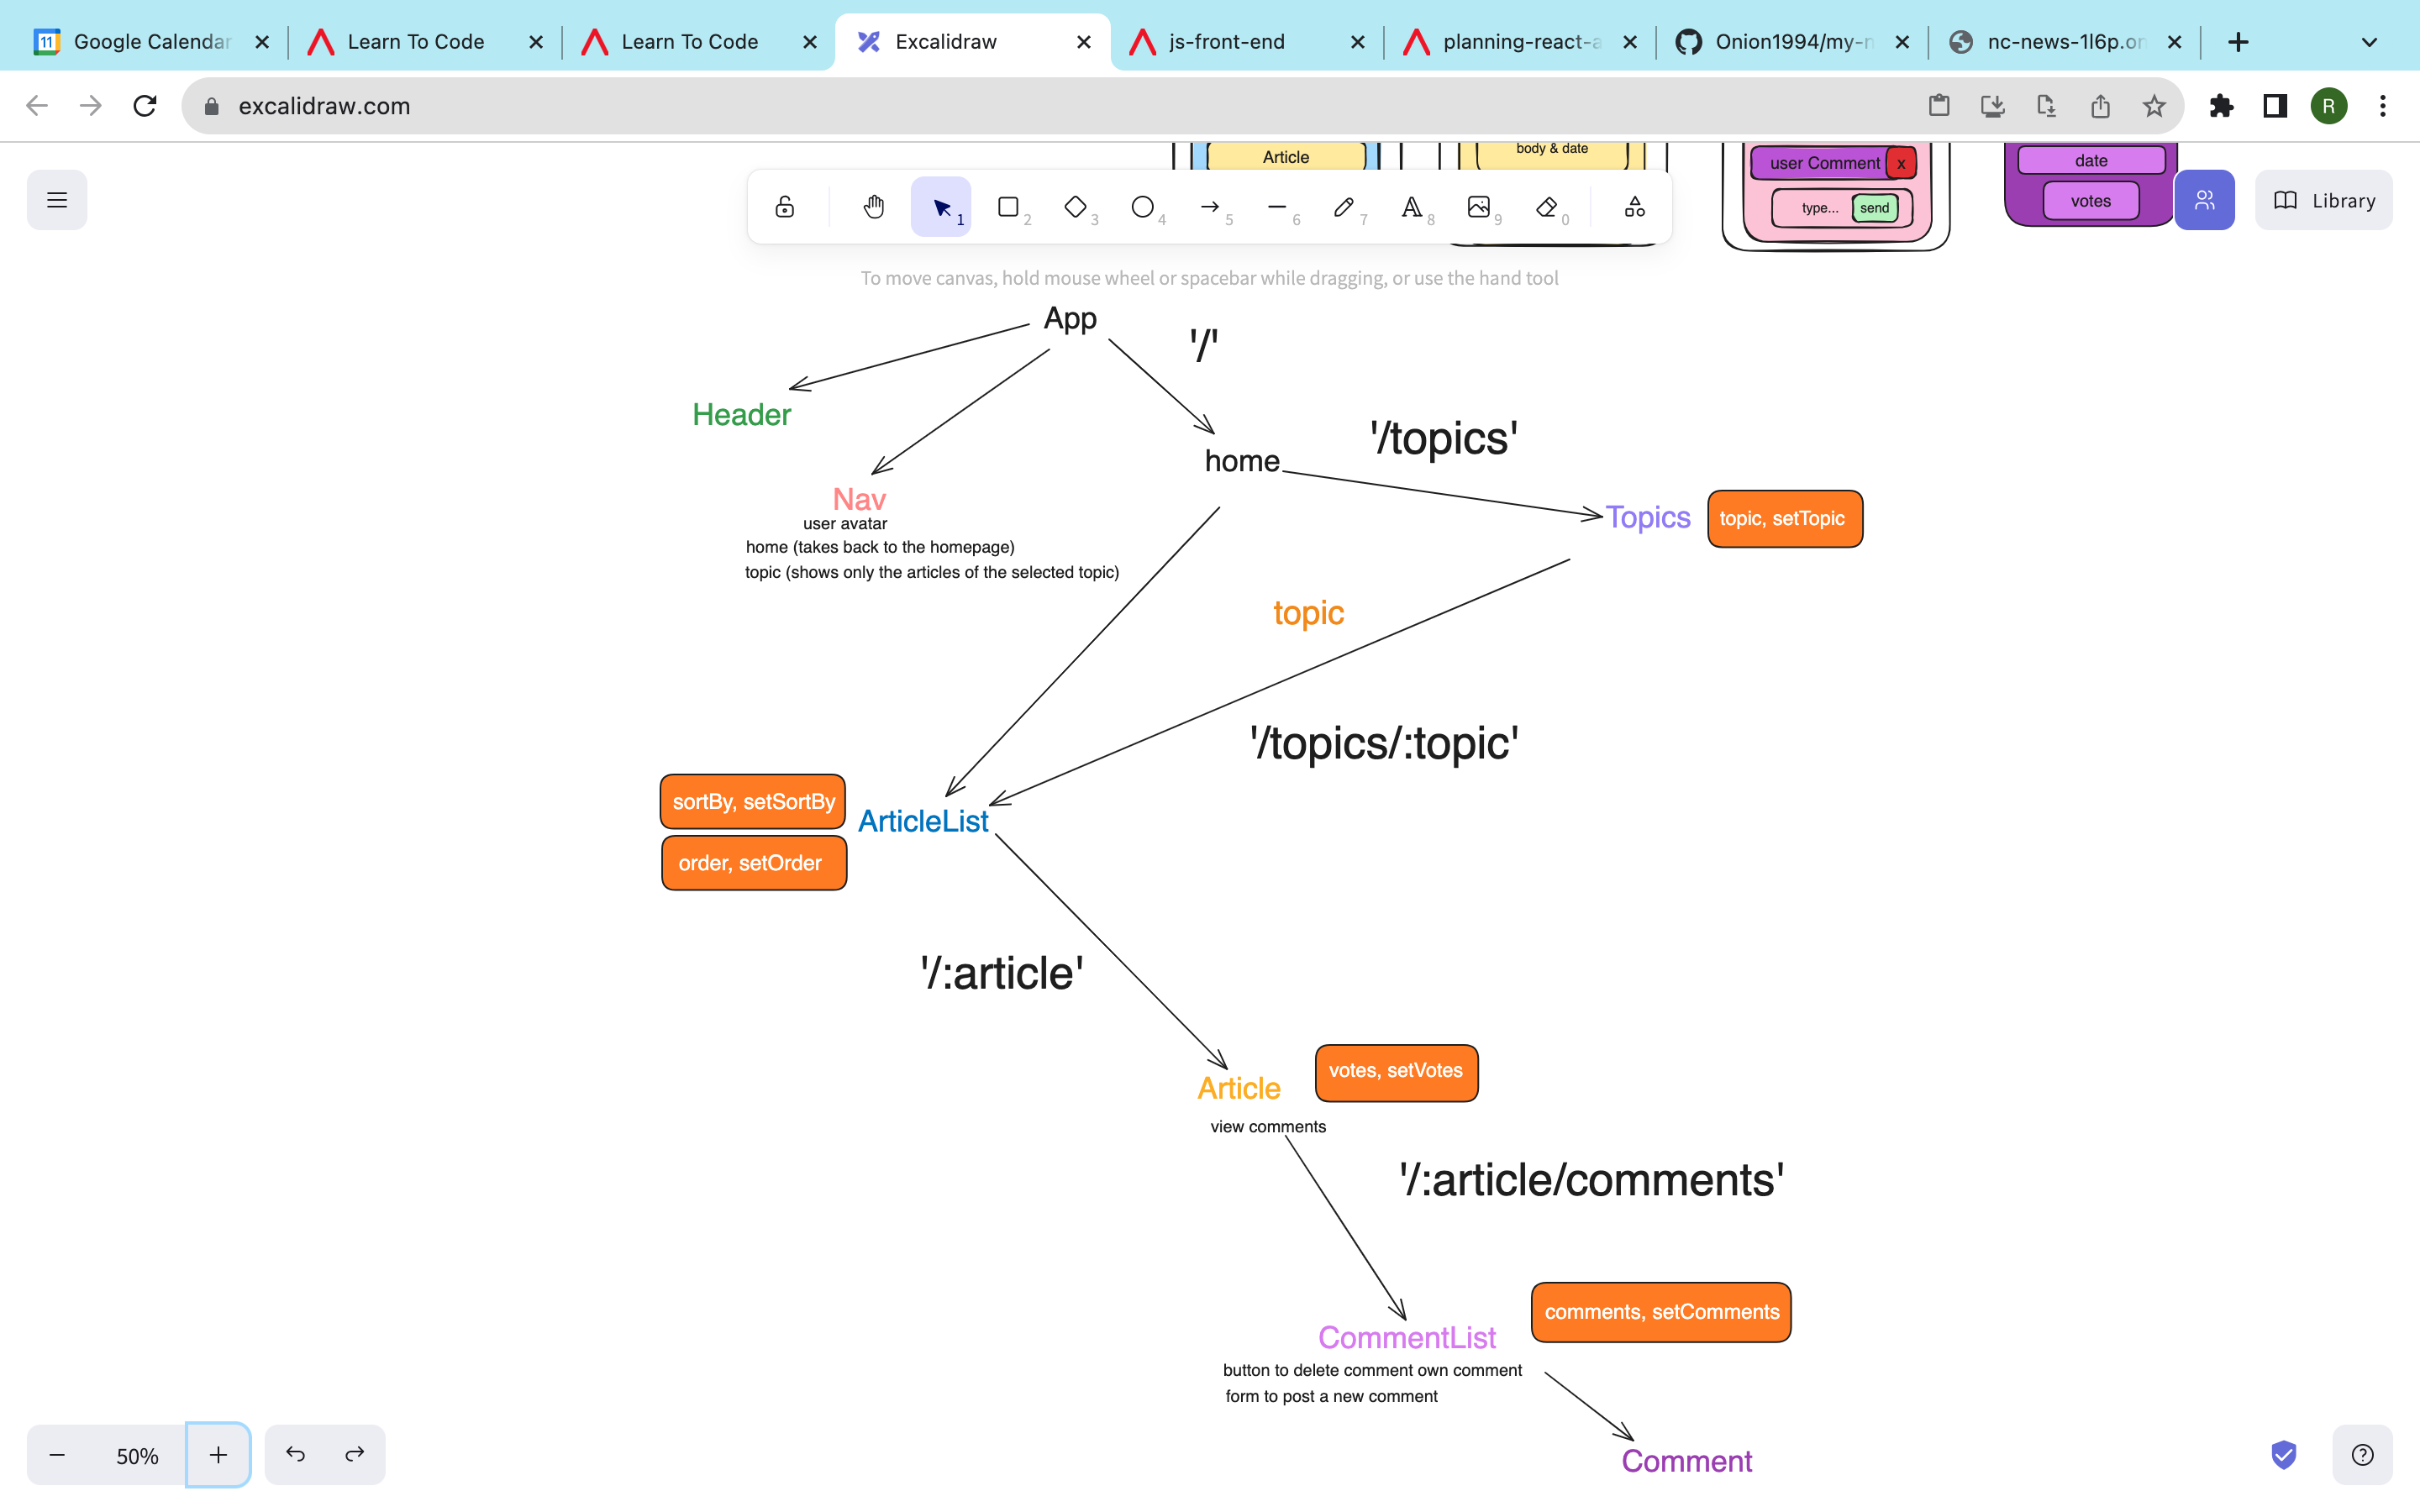 11 Google Calendar
Learn To Code
Learn To Code
Excalidraw
js-front-end
planning-react-a
Onion1994/my-n
nc-news-1l6p.on
excalidraw.com
R
Article
body & date
user Comment
x
date
type...
send
votes
1
2
3
4
5
6
7
8
9
0
Library
To move canvas, hold mouse wheel or spacebar while dragging, or use the hand tool
App
'/'
Header
'/topics'
home
Nav
user avatar
home (takes back to the homepage)
topic (shows only the articles of the selected topic)
Topics
topic, setTopic
topic
'/topics/:topic'
sortBy, setSortBy
ArticleList
order, setOrder
'/:article'
Article
votes, setVotes
view comments
'/:article/comments'
comments, setComments
CommentList
button to delete comment own comment
form to post a new comment
50%
Comment